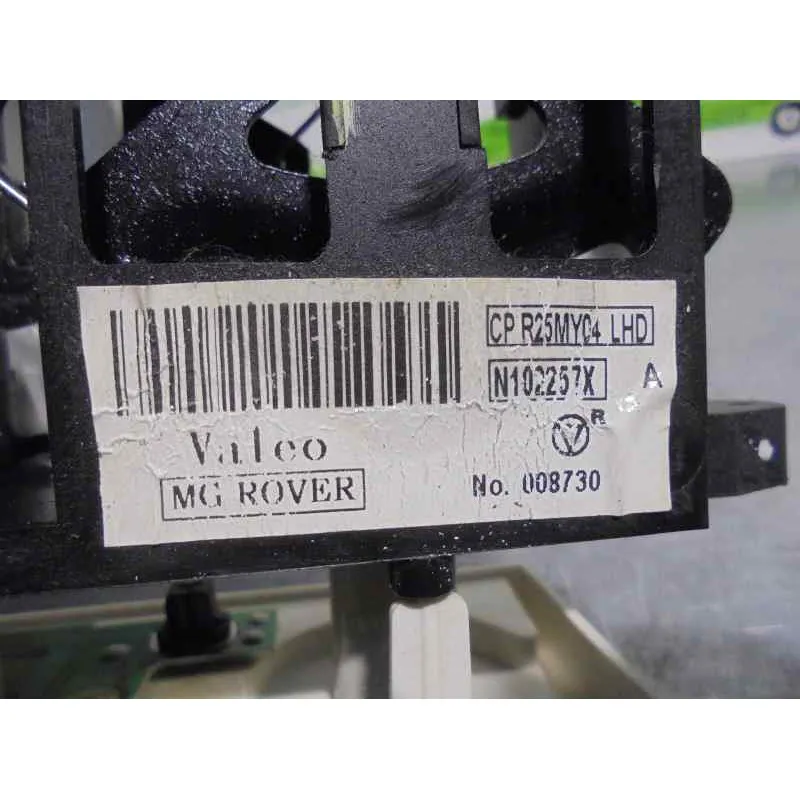 CP R25MY04 LHD
N102257X A
Valeo
R
MG ROVER
No. 008730